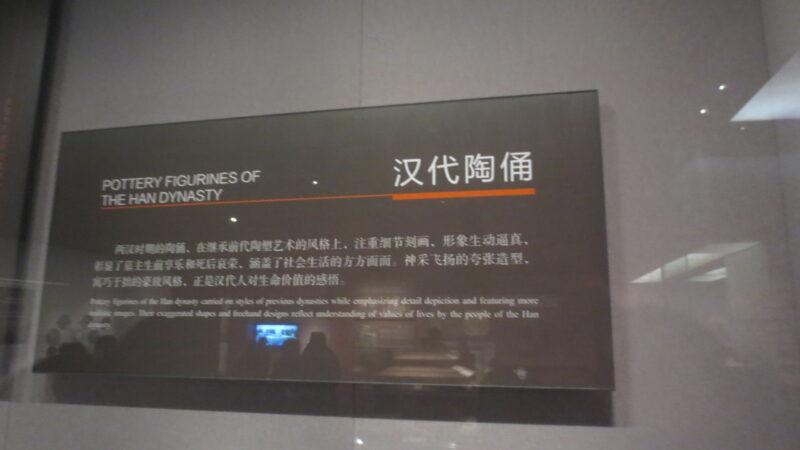 POTTERY FIGURINES OF
THE HAN DYNASTY
汉代陶俑
两汉时期的陶俑、在继承前代陶塑艺术的风格上、注重细节刻画、形象生动逼真、
彰显了墓主生前享乐和死后哀荣、涵盖了社会生活的方方面面。神采飞扬的夸张造型、
寓巧于拙的豪放风格、正是汉代人对生命价值的感悟。
Pottery figurines of the Han dynasty carried on styles of previous dynasties while emphasizing detail depiction and featuring more
realistic images. Their exaggerated shapes and freehand designs reflect understanding of values of lives by the people of the Han
dynasty.